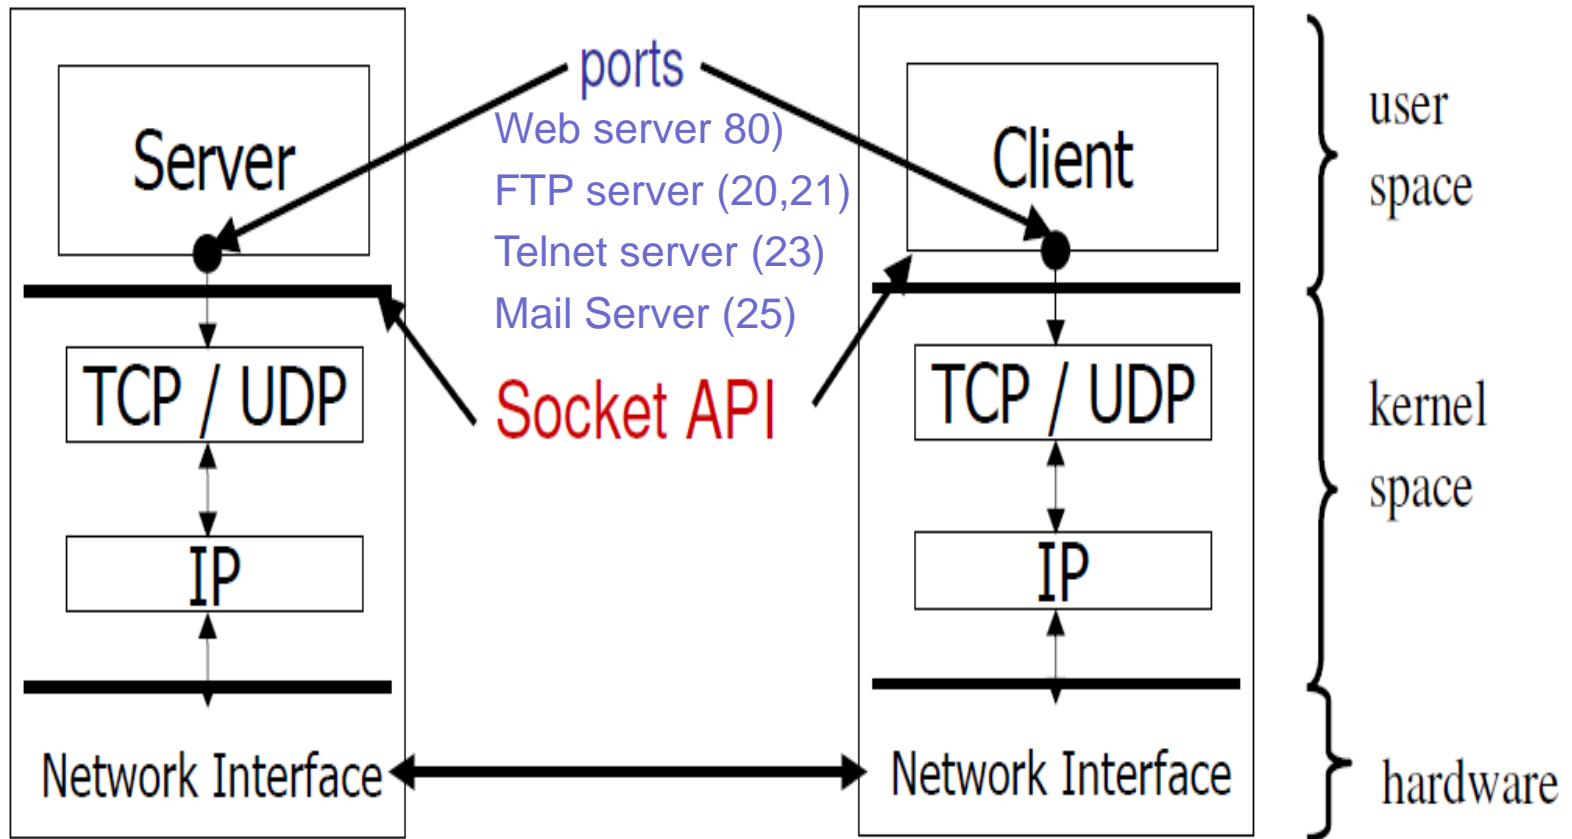 ports
Web server 80)
FTP server (20,21)
Telnet server (23)
Mail Server (25)
Socket API
Server
TCP / UDP
IP
Network Interface
Client
TCP / UDP
IP
Network Interface
user
space
kernel
space
hardware